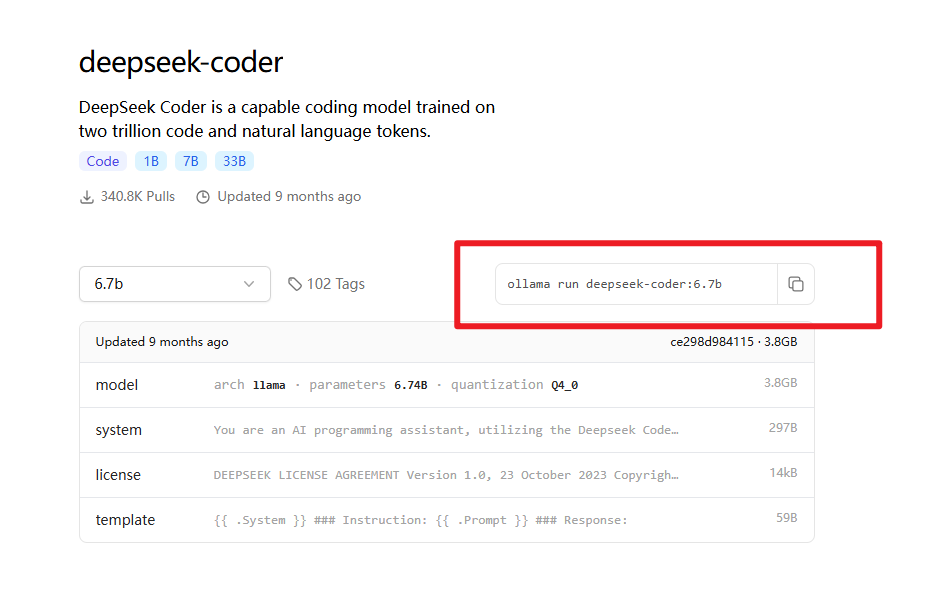 deepseek-coder
DeepSeek Coder is a capable coding model trained on
two trillion code and natural language tokens.
Code 1B 7B 33B
340.8K Pulls Updated 9 months ago
6.7b 102 Tags ollama run deepseek-coder:6.7b
Updated 9 months ago ce298d984115 · 3.8GB
model arch llama · parameters 6.74B · quantization Q4_0 3.8GB
system You are an AI programming assistant, utilizing the Deepseek Code… 297B
license DEEPSEEK LICENSE AGREEMENT Version 1.0, 23 October 2023 Copyrigh… 14kB
template {{ .System }} ### Instruction: {{ .Prompt }} ### Response: 59B